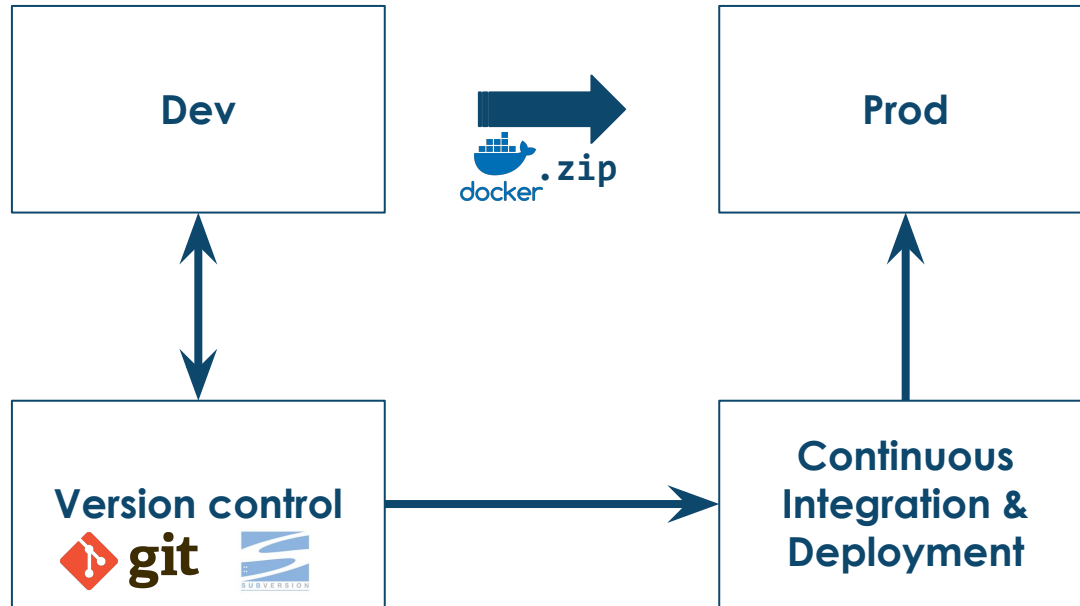 Dev
Prod
docker
.zip
Version control
git
SUBVERSION
Continuous
Integration &
Deployment